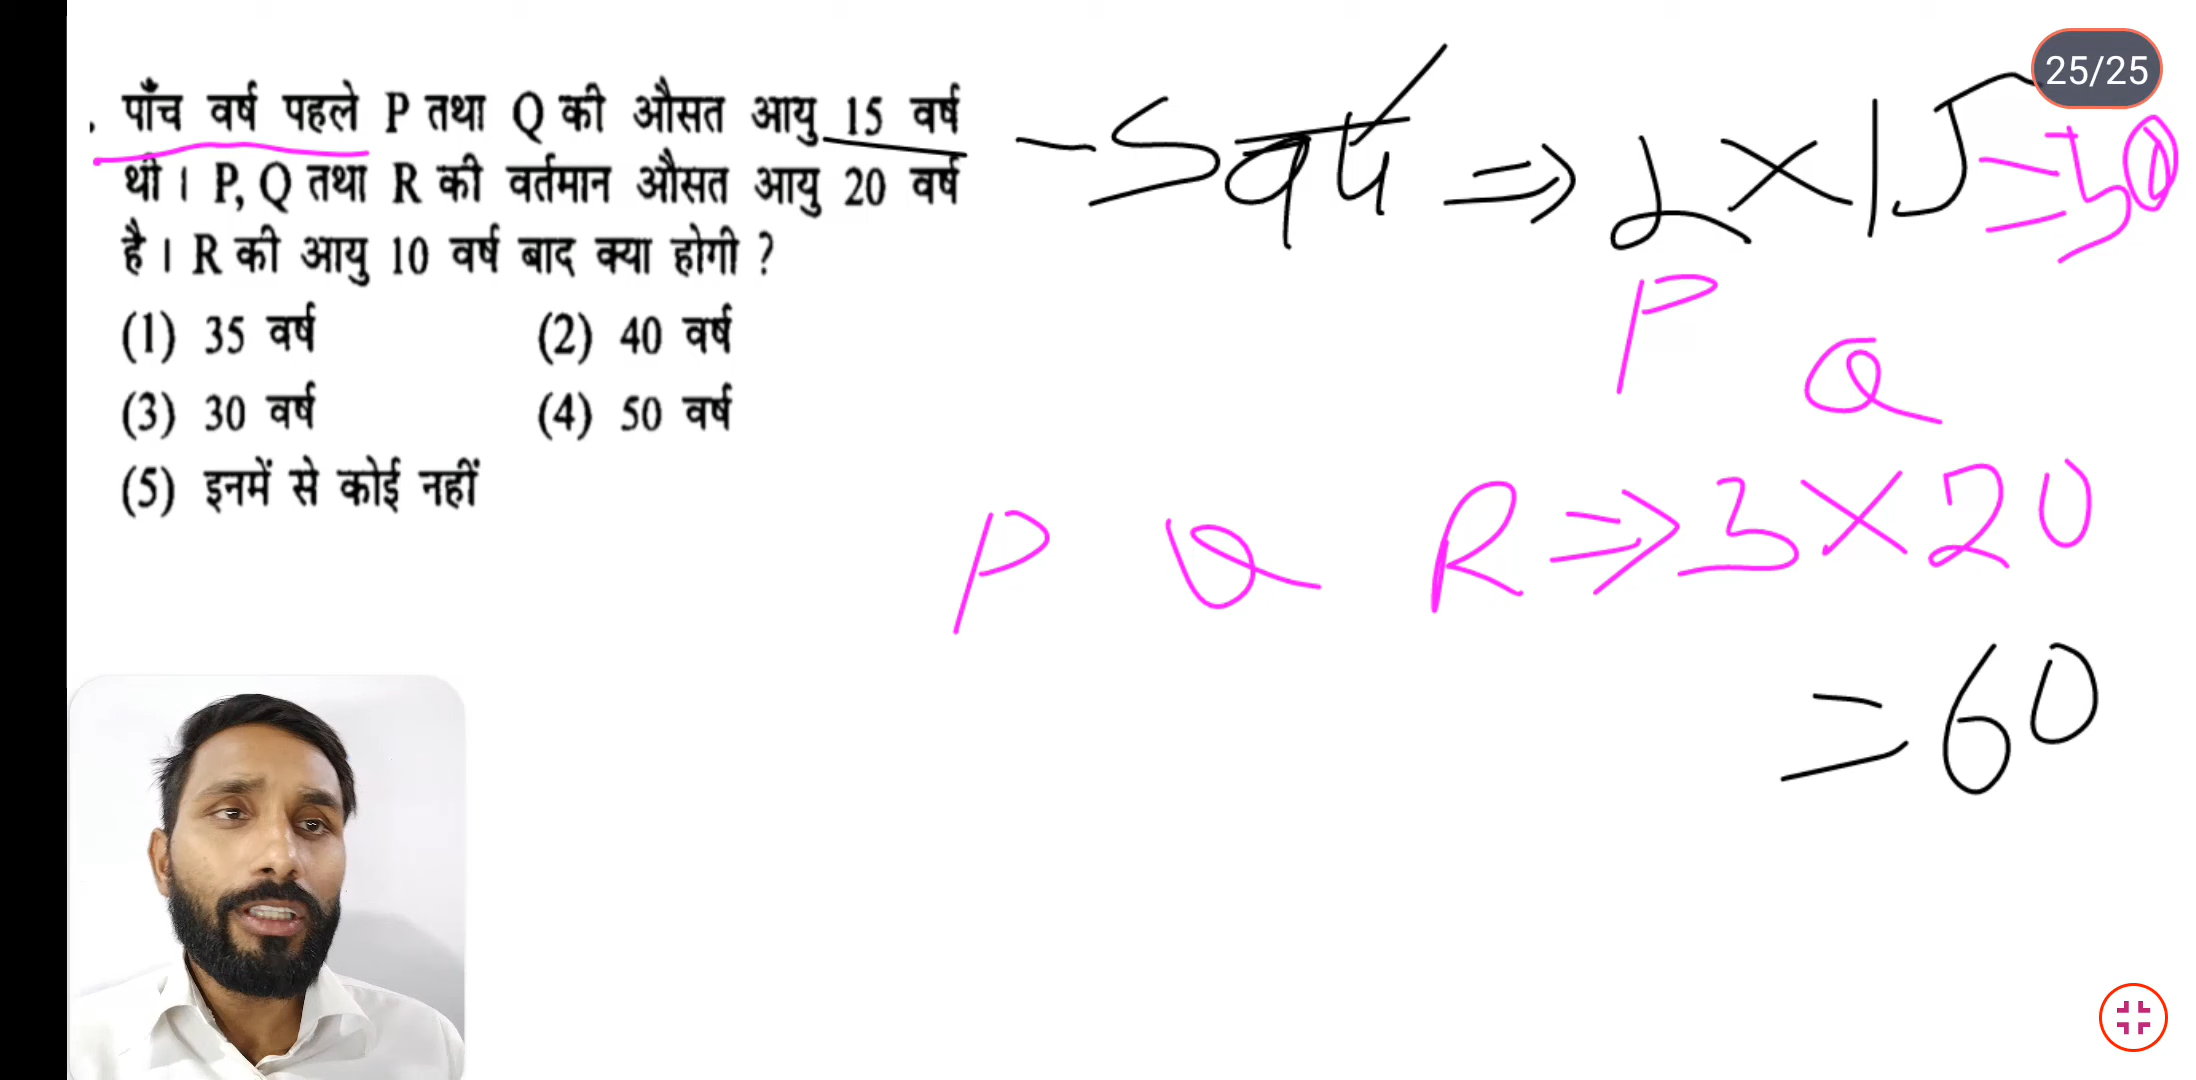 25/25
. पाँच वर्ष पहले P तथा Q की औसत आयु 15 वर्ष
थी । P, Q तथा R की वर्तमान औसत आयु 20 वर्ष
है । R की आयु 10 वर्ष बाद क्या होगी ?
(1) 35 वर्ष (2) 40 वर्ष
(3) 30 वर्ष (4) 50 वर्ष
(5) इनमें से कोई नहीं
-5 वर्ष ⇒ 2×15 = 30
P Q
P Q R ⇒ 3×20
= 60